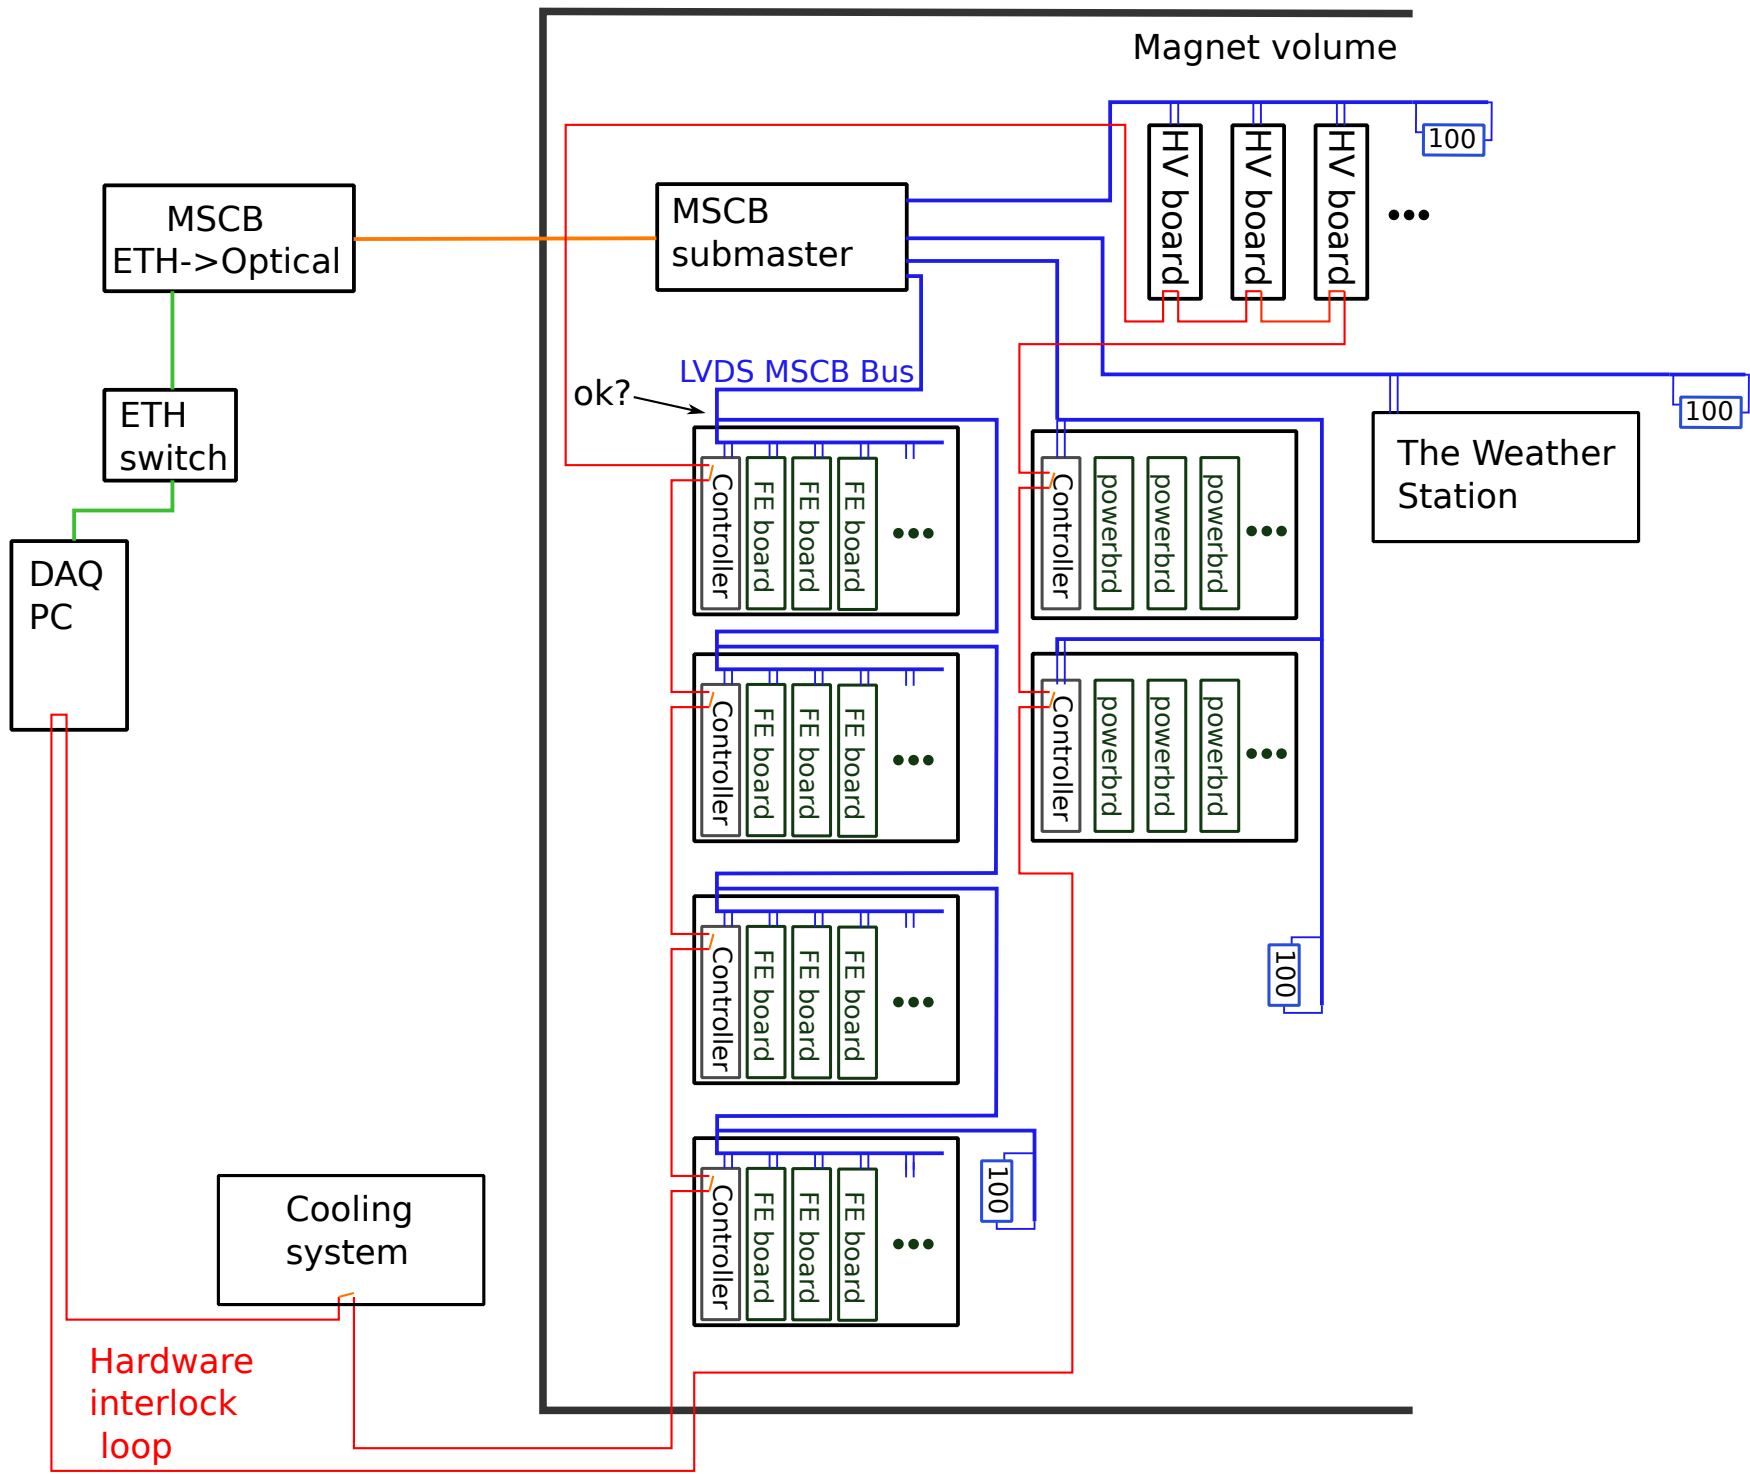 Magnet volume
100
HV board
HV board
HV board
MSCB
ETH->Optical
MSCB
submaster
LVDS MSCB Bus
ok?
100
ETH
switch
The Weather
Station
Controller
FE board
FE board
FE board
Controller
powerbrd
powerbrd
powerbrd
DAQ
PC
Controller
FE board
FE board
FE board
Controller
powerbrd
powerbrd
powerbrd
Controller
FE board
FE board
FE board
100
Controller
FE board
FE board
FE board
100
Cooling
system
Hardware
interlock
loop